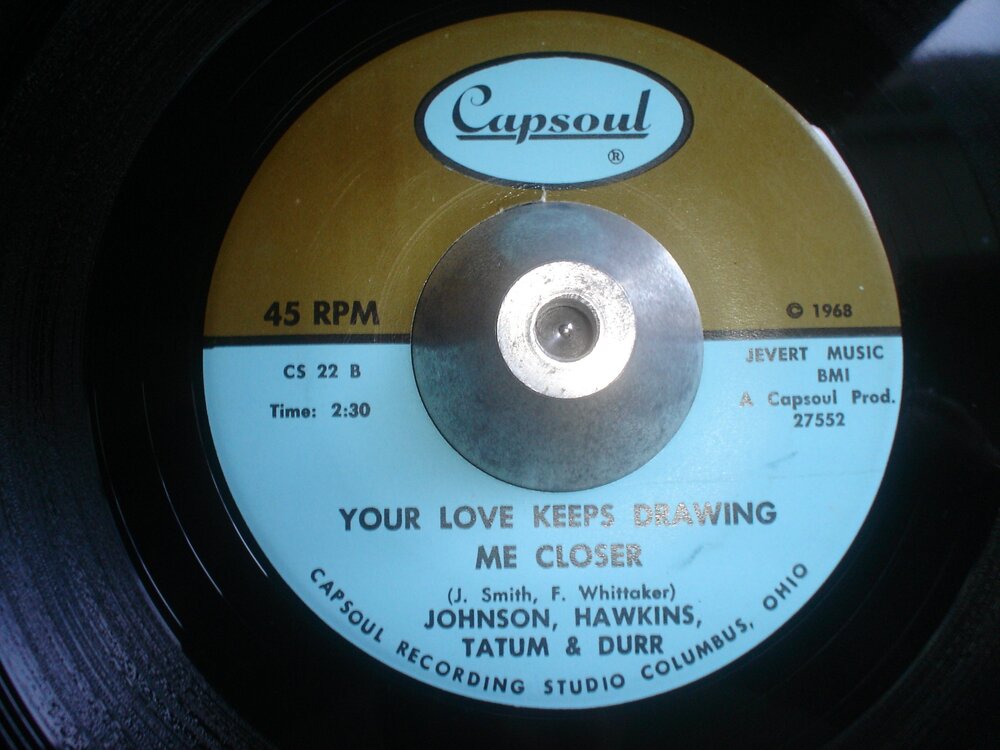 Capsoul
®
45 RPM
© 1968
CS 22 B
Time: 2:30
JEVERT MUSIC
BMI
A Capsoul Prod.
27552
YOUR LOVE KEEPS DRAWING
ME CLOSER
(J. Smith, F. Whittaker)
JOHNSON, HAWKINS,
TATUM & DURR
CAPSOUL RECORDING STUDIO COLUMBUS, OHIO